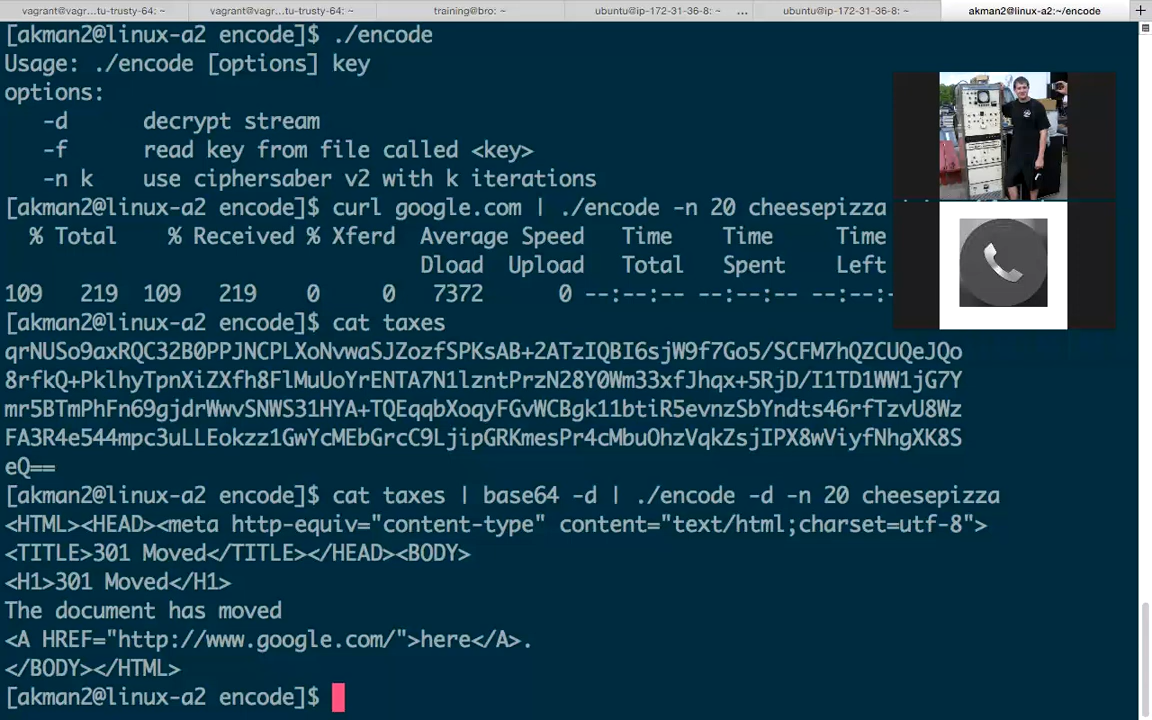 vagrant@vagr....tu-trusty-64: ~ vagrant@vagr....tu-trusty-64: ~ training@bro: ~ ubuntu@ip-172-31-36-8: ~ ... ubuntu@ip-172-31-36-8: ~ akman2@linux-a2:~/encode
[akman2@linux-a2 encode]$ ./encode
Usage: ./encode [options] key
options:
-d decrypt stream
-f read key from file called <key>
-n k use ciphersaber v2 with k iterations
[akman2@linux-a2 encode]$ curl google.com | ./encode -n 20 cheesepizza
% Total % Received % Xferd Average Speed Time Time Time
Dload Upload Total Spent Left
109 219 109 219 0 0 7372 0 --:--:-- --:--:-- --:--:-
[akman2@linux-a2 encode]$ cat taxes
qrNUSo9axRQC32B0PPJNCPLXoNvwaSJZozfSPKsAB+2ATzIQBI6sjW9f7Go5/SCFM7hQZCUQeJQo
8rfkQ+PklhyTpnXiZXfh8FlMuUoYrENTA7N1lzntPrzN28Y0Wm33xfJhqx+5RjD/I1TD1WW1jG7Y
mr5BTmPhFn69gjdrWwvSNWS31HYA+TQEqqbXoqyFGvWCBgk11btiR5evnzSbYndts46rfTzvU8Wz
FA3R4e544mpc3uLLEokzz1GwYcMEbGrcC9LjipGRKmesPr4cMbuOhzVqkZsjIPX8wViyfNhgXK8S
eQ==
[akman2@linux-a2 encode]$ cat taxes | base64 -d | ./encode -d -n 20 cheesepizza
<HTML><HEAD><meta http-equiv="content-type" content="text/html;charset=utf-8">
<TITLE>301 Moved</TITLE></HEAD><BODY>
<H1>301 Moved</H1>
The document has moved
<A HREF="http://www.google.com/">here</A>.
</BODY></HTML>
[akman2@linux-a2 encode]$